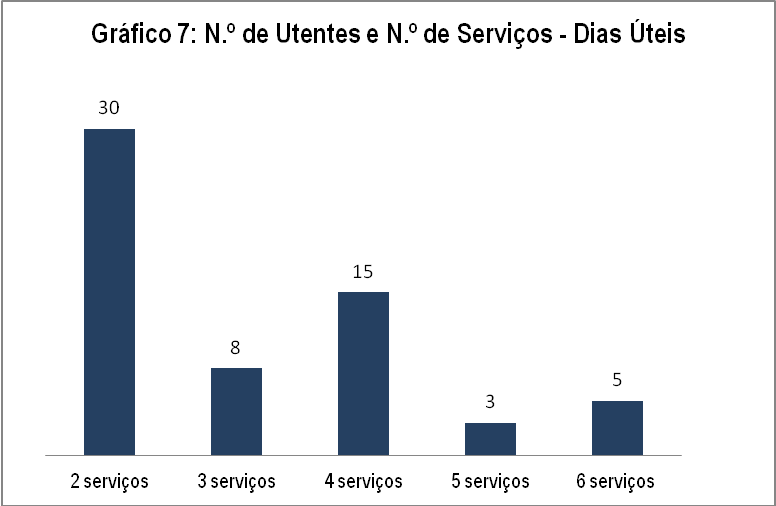 Gráfico 7: N.º de Utentes e N.º de Serviços - Dias Úteis
30
8
15
3
5
2 serviços
3 serviços
4 serviços
5 serviços
6 serviços